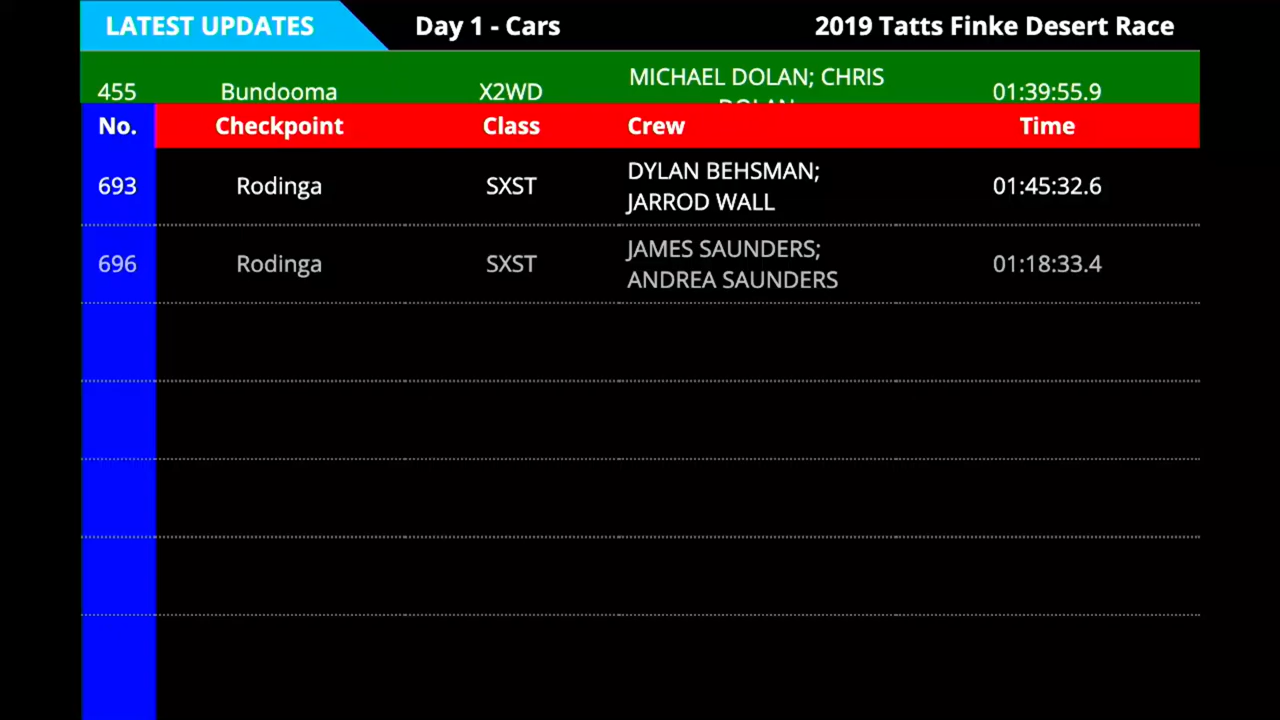 LATEST UPDATES Day 1 - Cars 2019 Tatts Finke Desert Race
455 Bundooma X2WD MICHAEL DOLAN; CHRIS DOLAN 01:39:55.9
No. Checkpoint Class Crew Time
693 Rodinga SXST DYLAN BEHSMAN; JARROD WALL 01:45:32.6
696 Rodinga SXST JAMES SAUNDERS; ANDREA SAUNDERS 01:18:33.4